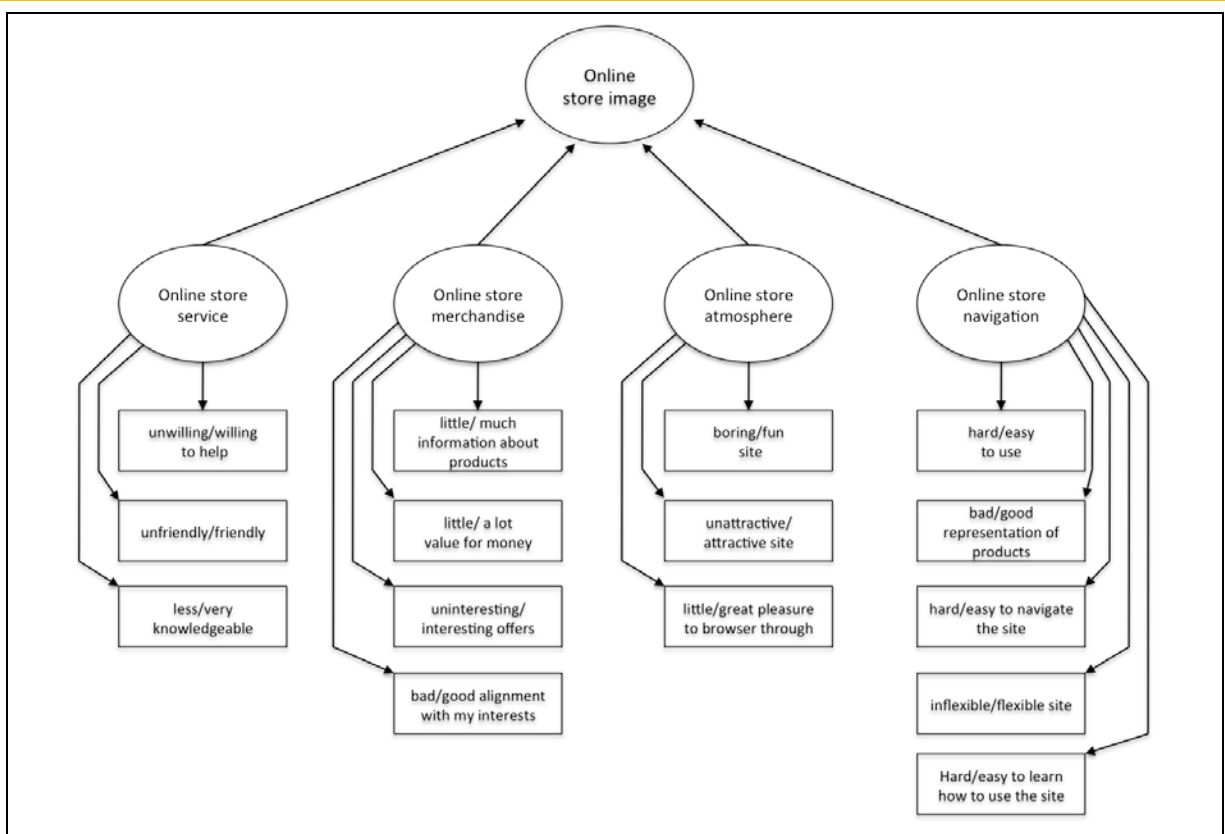 Online
store image
Online store
service
Online store
merchandise
Online store
atmosphere
Online store
navigation
unwilling/willing
to help
unfriendly/friendly
less/very
knowledgeable
little/ much
information about
products
little/ a lot
value for money
uninteresting/
interesting offers
bad/good alignment
with my interests
boring/fun
site
unattractive/
attractive site
little/great pleasure
to browser through
hard/easy
to use
bad/good
representation of
products
hard/easy to navigate
the site
inflexible/flexible site
Hard/easy to learn
how to use the site